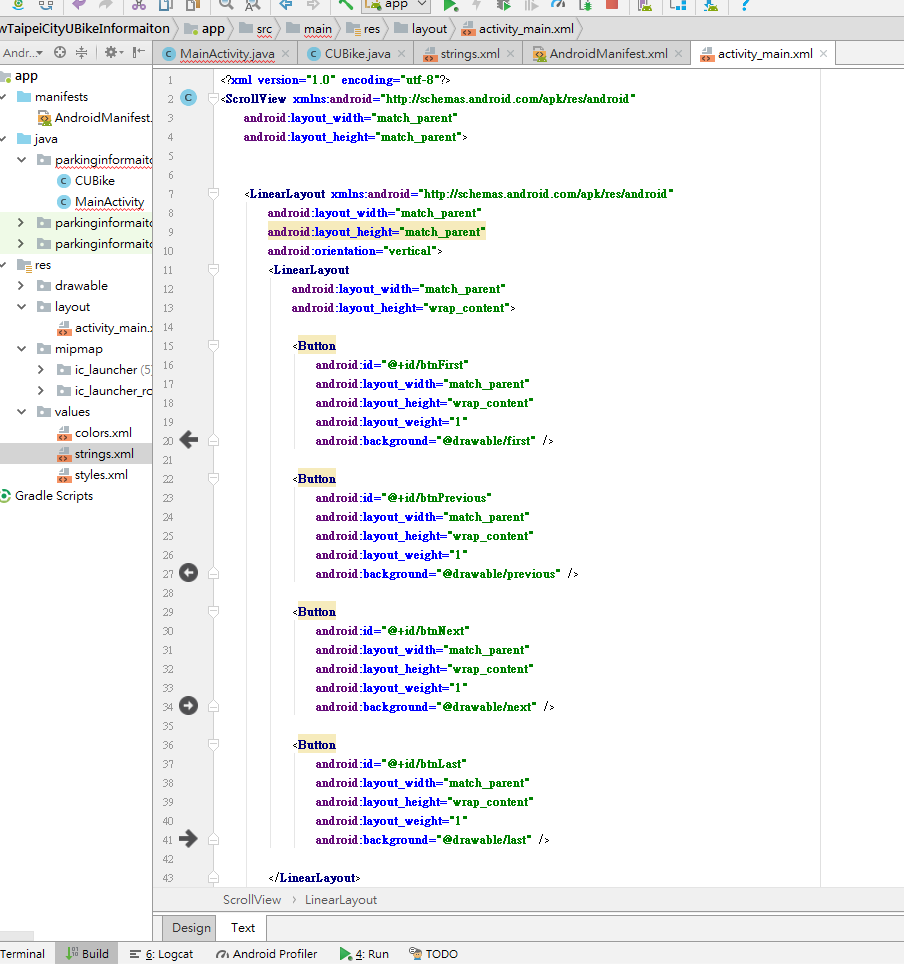 app
wTaipeiCityUBikeInformaiton
app
src
main
res
layout
activity_main.xml
Andr...
MainActivity.java
CUBike.java
strings.xml
AndroidManifest.xml
activity_main.xml
app
manifests
AndroidManifest.
java
parkinginformaito
CUBike
MainActivity
parkinginformaito
parkinginformaito
res
drawable
layout
activity_main.x
mipmap
ic_launcher (5)
ic_launcher_ro
values
colors.xml
strings.xml
styles.xml
Gradle Scripts
1 <?xml version="1.0" encoding="utf-8"?>
2 C <ScrollView xmlns:android="http://schemas.android.com/apk/res/android"
3 android:layout_width="match_parent"
4 android:layout_height="match_parent">
5
6
7 <LinearLayout xmlns:android="http://schemas.android.com/apk/res/android"
8 android:layout_width="match_parent"
9 android:layout_height="match_parent"
10 android:orientation="vertical">
11 <LinearLayout
12 android:layout_width="match_parent"
13 android:layout_height="wrap_content">
14
15 <Button
16 android:id="@+id/btnFirst"
17 android:layout_width="match_parent"
18 android:layout_height="wrap_content"
19 android:layout_weight="1"
20 android:background="@drawable/first" />
21
22 <Button
23 android:id="@+id/btnPrevious"
24 android:layout_width="match_parent"
25 android:layout_height="wrap_content"
26 android:layout_weight="1"
27 android:background="@drawable/previous" />
28
29 <Button
30 android:id="@+id/btnNext"
31 android:layout_width="match_parent"
32 android:layout_height="wrap_content"
33 android:layout_weight="1"
34 android:background="@drawable/next" />
35
36 <Button
37 android:id="@+id/btnLast"
38 android:layout_width="match_parent"
39 android:layout_height="wrap_content"
40 android:layout_weight="1"
41 android:background="@drawable/last" />
42
43 </LinearLayout>
ScrollView › LinearLayout
Design Text
Terminal Build 6: Logcat Android Profiler 4: Run TODO